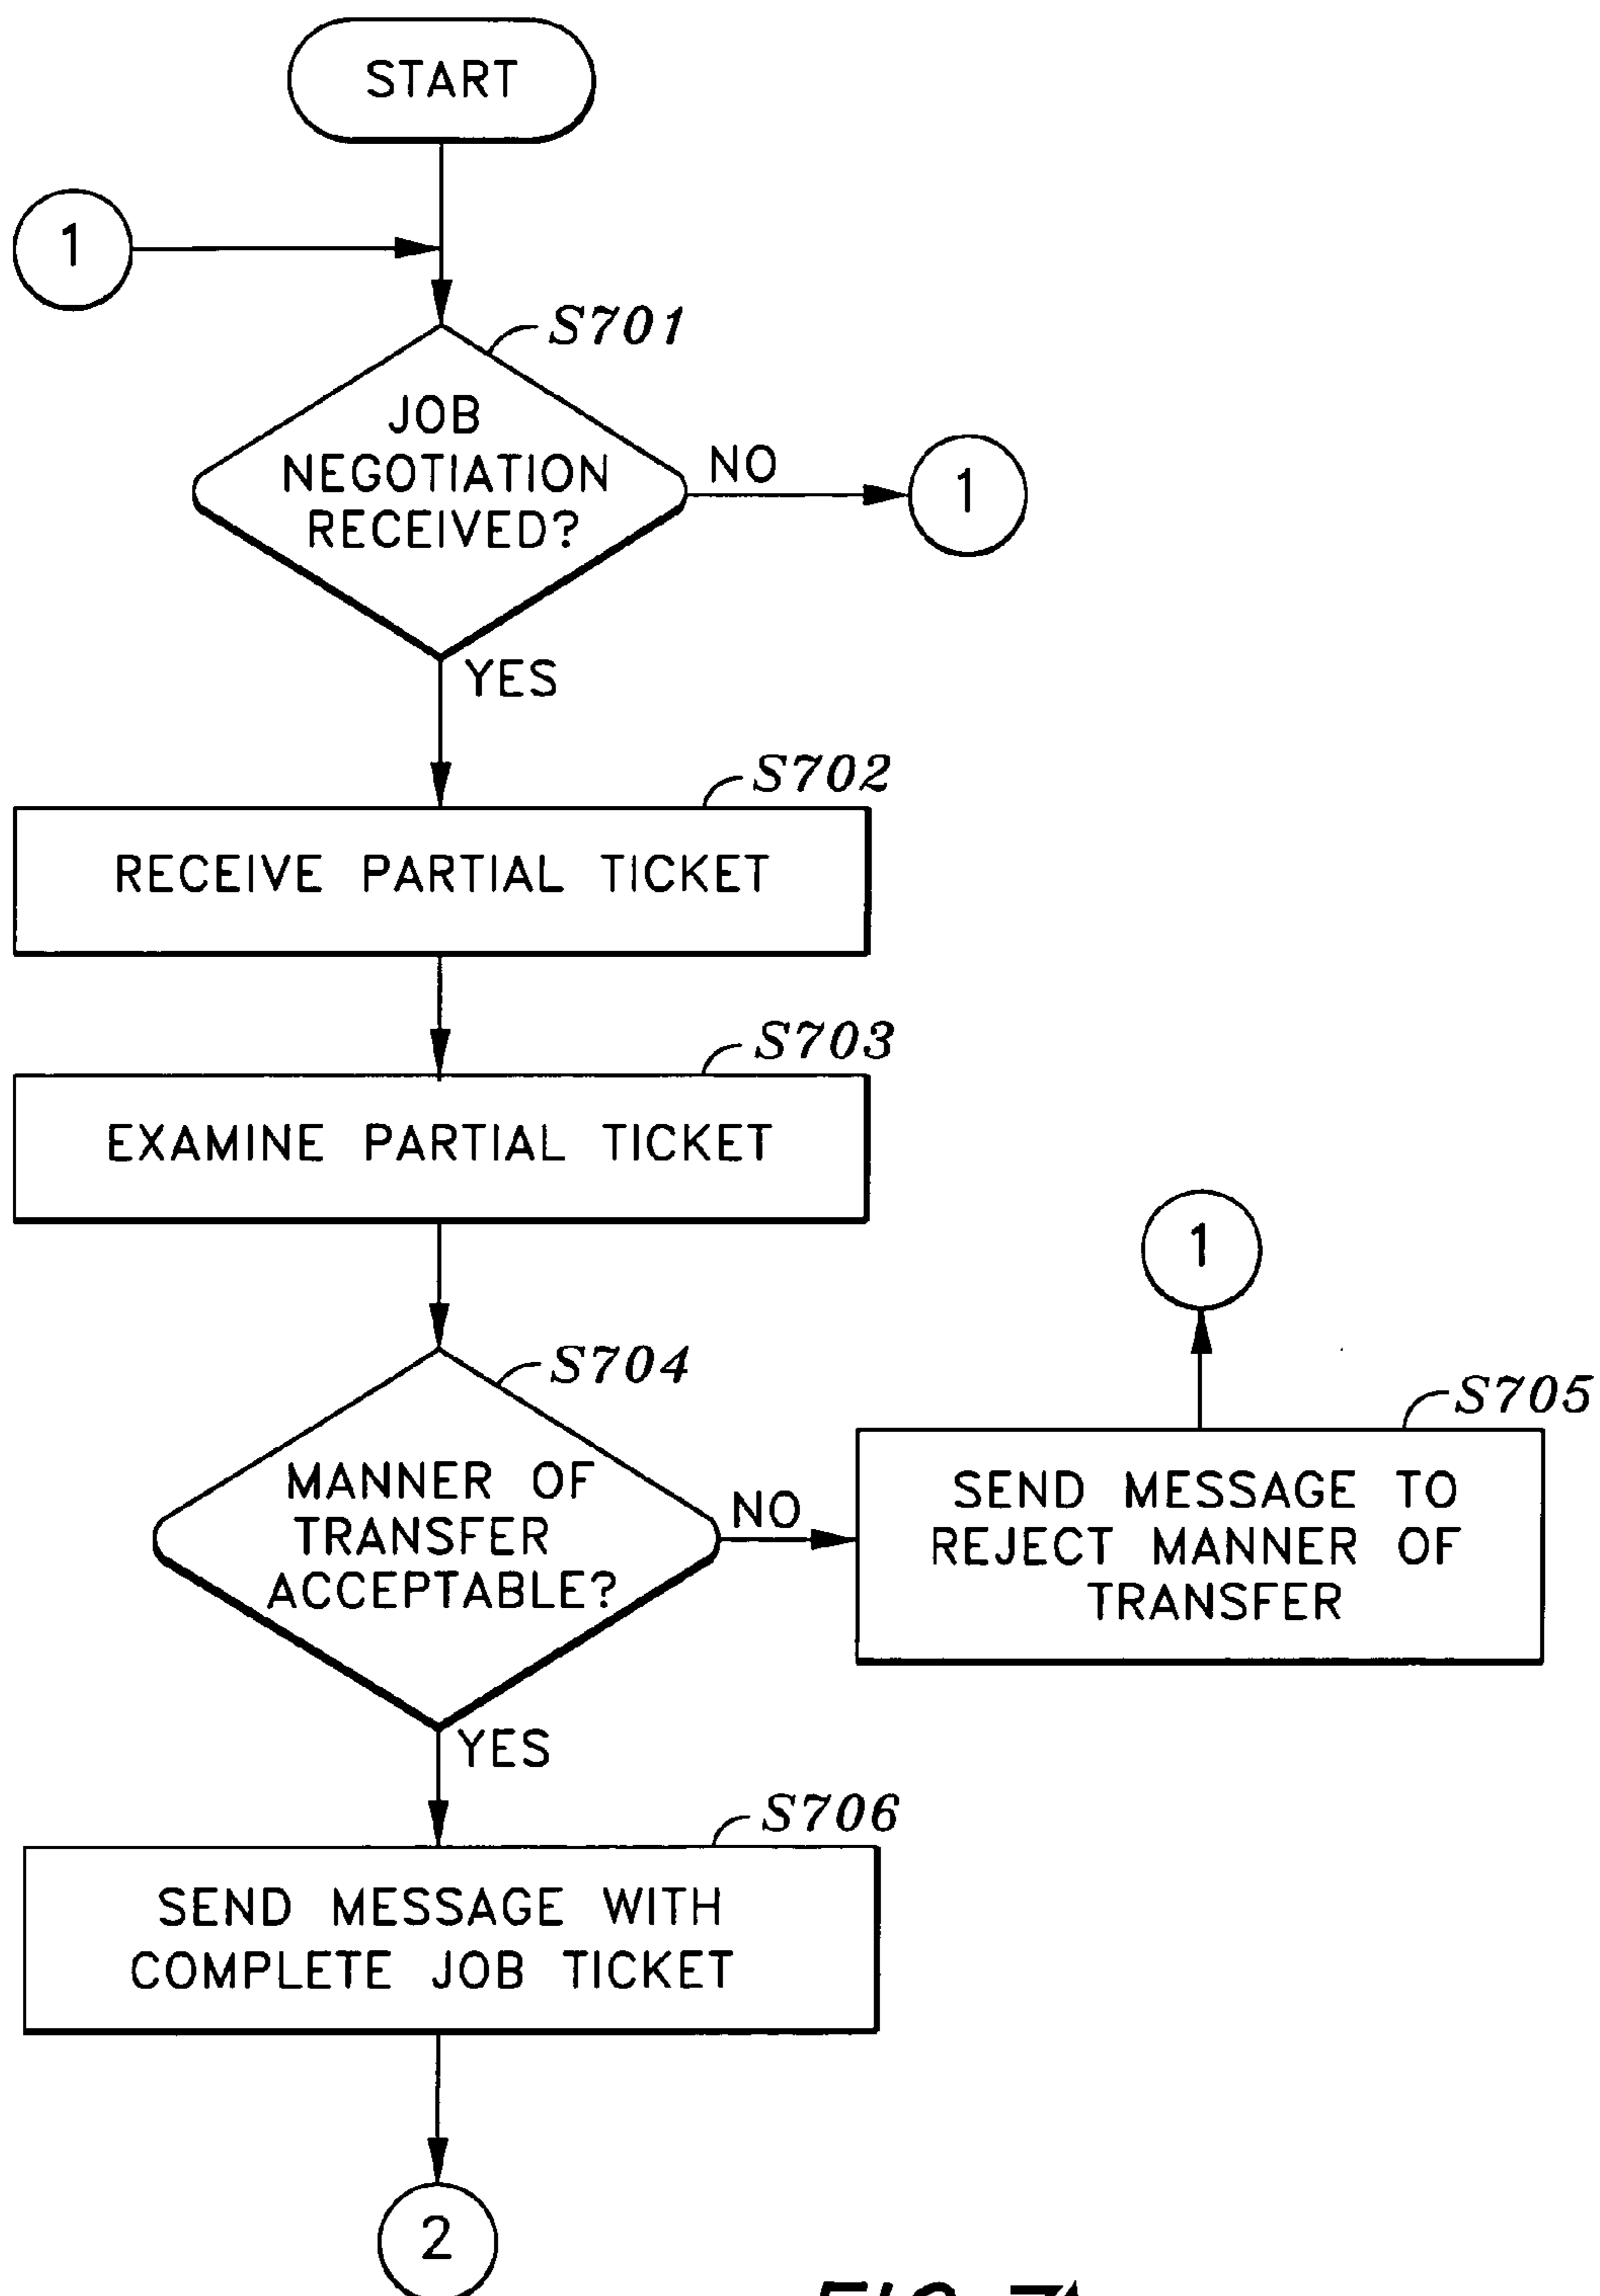 START
1
S701
JOB
NEGOTIATION
RECEIVED?
NO
1
YES
S702
RECEIVE PARTIAL TICKET
S703
EXAMINE PARTIAL TICKET
1
S704
S705
MANNER OF
TRANSFER
ACCEPTABLE?
NO
SEND MESSAGE TO
REJECT MANNER OF
TRANSFER
YES
S706
SEND MESSAGE WITH
COMPLETE JOB TICKET
2